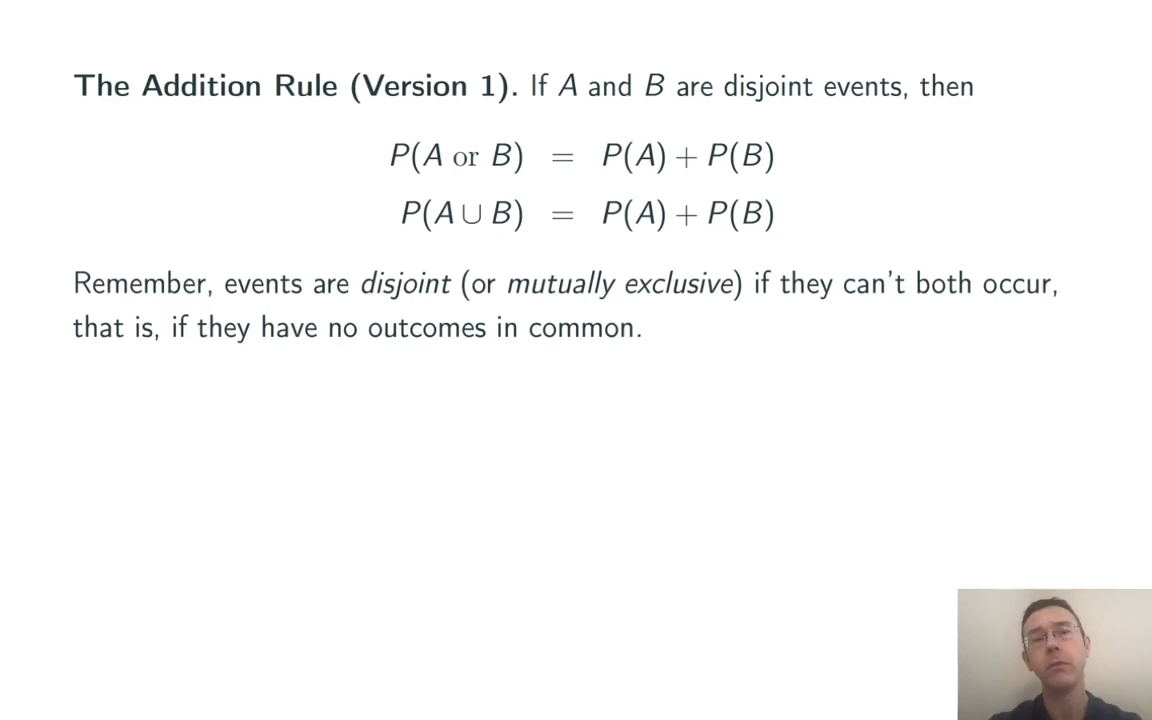 The Addition Rule (Version 1). If A and B are disjoint events, then
P(A or B) = P(A) + P(B)
P(A ∪ B) = P(A) + P(B)
Remember, events are disjoint (or mutually exclusive) if they can't both occur,
that is, if they have no outcomes in common.